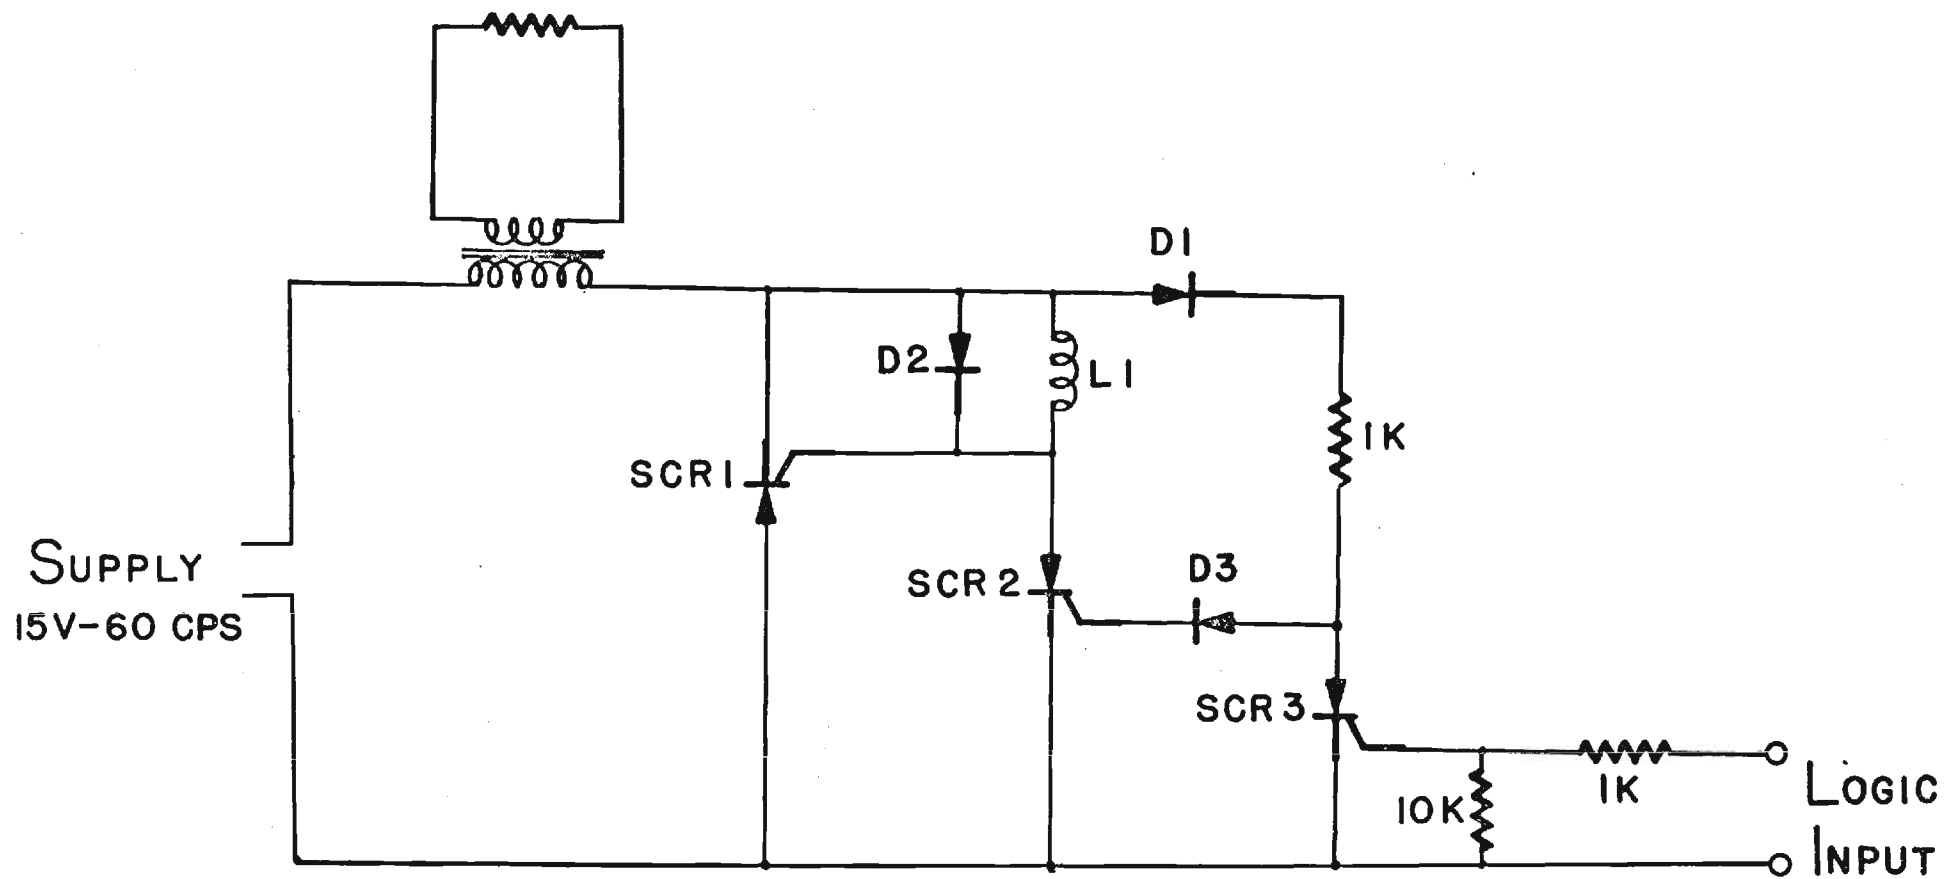 D1
D2
L1
1K
SCR1
SUPPLY
15V-60 CPS
SCR2
D3
SCR3
1K
10K
LOGIC
INPUT